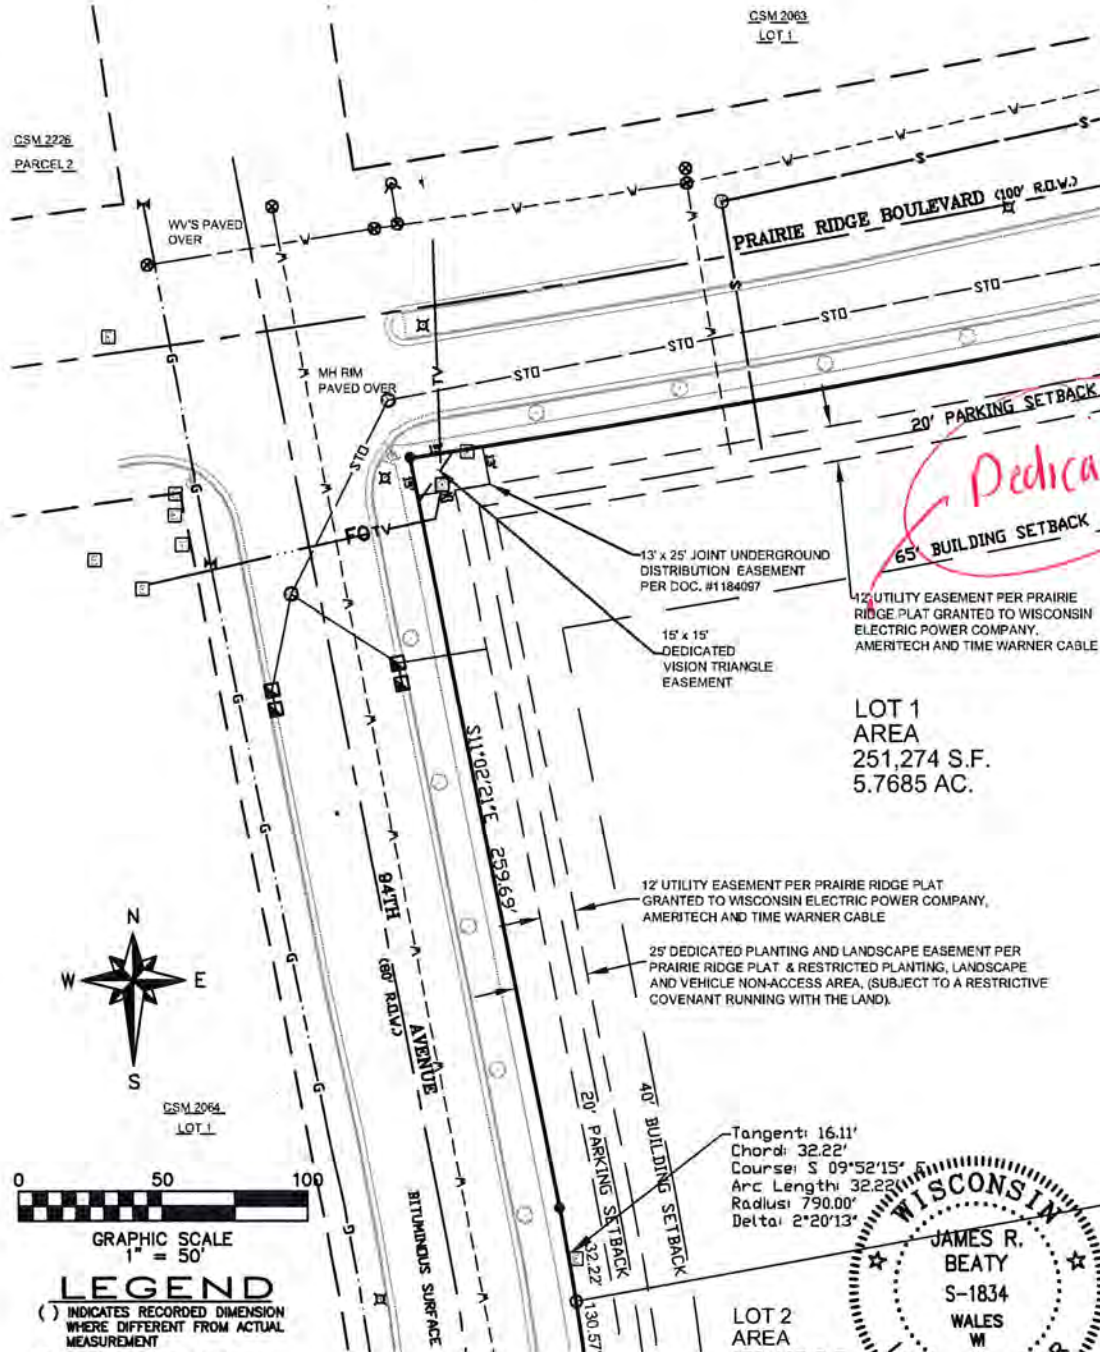 CSM 2063
LOT 1
CSM 2226
PARCEL 2
WV'S PAVED
OVER
W
W
W
W
W
S
S
PRAIRIE RIDGE BOULEVARD (100' R.O.W.)
W
W
S
STO
STO
STO
STO
STO
G
W
MH RIM
PAVED OVER
TV
20' PARKING SETBACK
Dedica
65' BUILDING SETBACK
15'
13'
FO TV
G
13' x 25' JOINT UNDERGROUND
DISTRIBUTION EASEMENT
PER DOC. #1184097
12' UTILITY EASEMENT PER PRAIRIE
RIDGE PLAT GRANTED TO WISCONSIN
ELECTRIC POWER COMPANY,
AMERITECH AND TIME WARNER CABLE
15' x 15'
DEDICATED
VISION TRIANGLE
EASEMENT
LOT 1
AREA
251,274 S.F.
5.7685 AC.
S11°02'21"E 259.69'
G
G
W
W
12' UTILITY EASEMENT PER PRAIRIE RIDGE PLAT
GRANTED TO WISCONSIN ELECTRIC POWER COMPANY,
AMERITECH AND TIME WARNER CABLE
25' DEDICATED PLANTING AND LANDSCAPE EASEMENT PER
PRAIRIE RIDGE PLAT & RESTRICTED PLANTING, LANDSCAPE
AND VEHICLE NON-ACCESS AREA, (SUBJECT TO A RESTRICTIVE
COVENANT RUNNING WITH THE LAND).
94TH AVENUE
(80' R.O.W.)
N
W
E
S
G
G
G
CSM 2064
LOT 1
20' PARKING SETBACK
40' BUILDING SETBACK
Tangent: 16.11'
Chord: 32.22'
Course: S 09°52'15" E
Arc Length: 32.22
Radius: 790.00'
Delta: 2°20'13"
0 50 100
GRAPHIC SCALE
1" = 50'
BITUMINOUS SURFACE
32.22'
130.57'
LEGEND
( ) INDICATES RECORDED DIMENSION
WHERE DIFFERENT FROM ACTUAL
MEASUREMENT
WISCONSIN
JAMES R.
BEATY
S-1834
WALES
WI
LOT 2
AREA